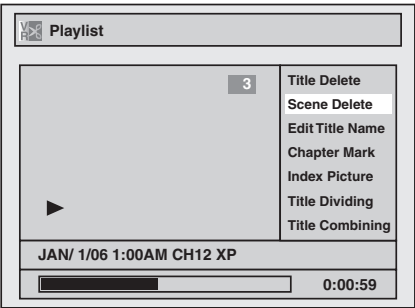 VR Playlist
3
Title Delete
Scene Delete
Edit Title Name
Chapter Mark
Index Picture
Title Dividing
Title Combining
JAN/ 1/06 1:00AM CH12 XP
0:00:59